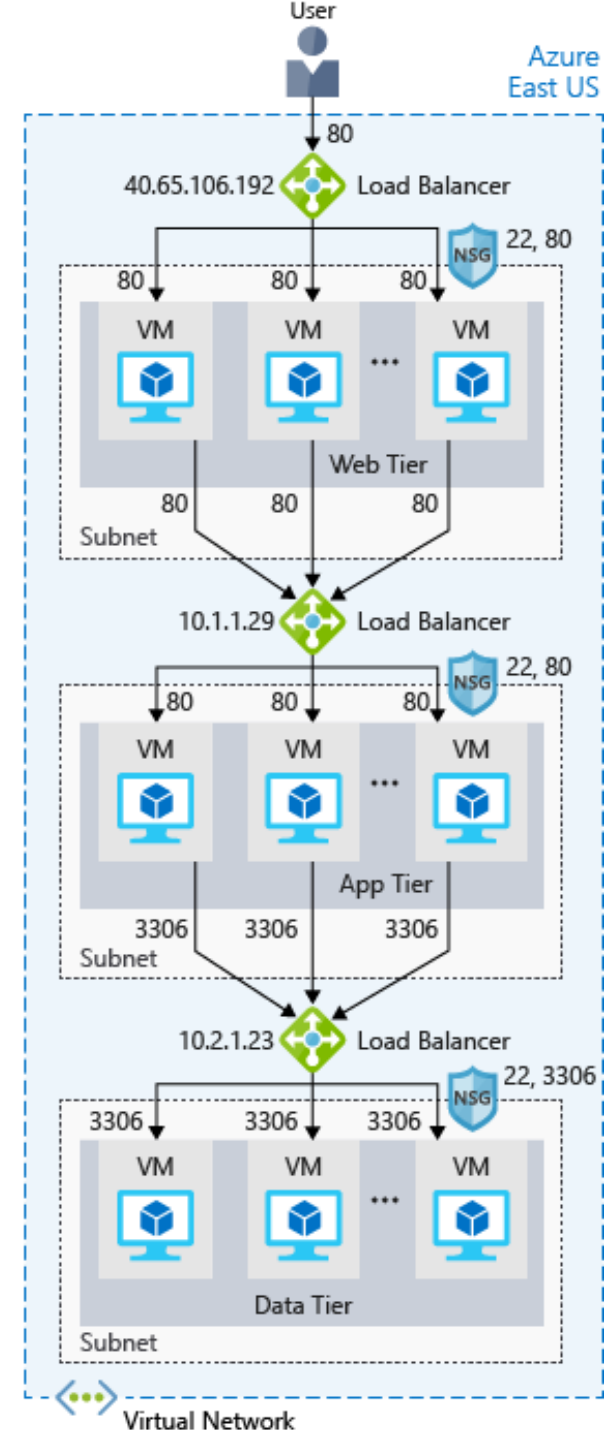 User
Azure
East US
80
40.65.106.192
Load Balancer
NSG
22, 80
80
80
80
VM
VM
VM
...
Web Tier
80
80
80
Subnet
10.1.1.29
Load Balancer
NSG
22, 80
80
80
80
VM
VM
VM
...
App Tier
3306
3306
3306
Subnet
10.2.1.23
Load Balancer
NSG
22, 3306
3306
3306
3306
VM
VM
VM
...
Data Tier
Subnet
Virtual Network